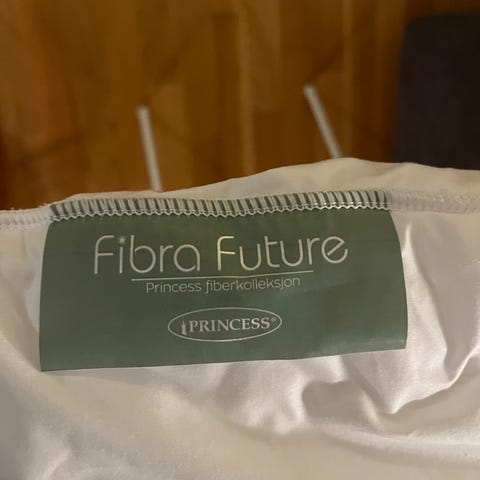 Fibra Future
Princess fiberkolleksjon
PRINCESS®